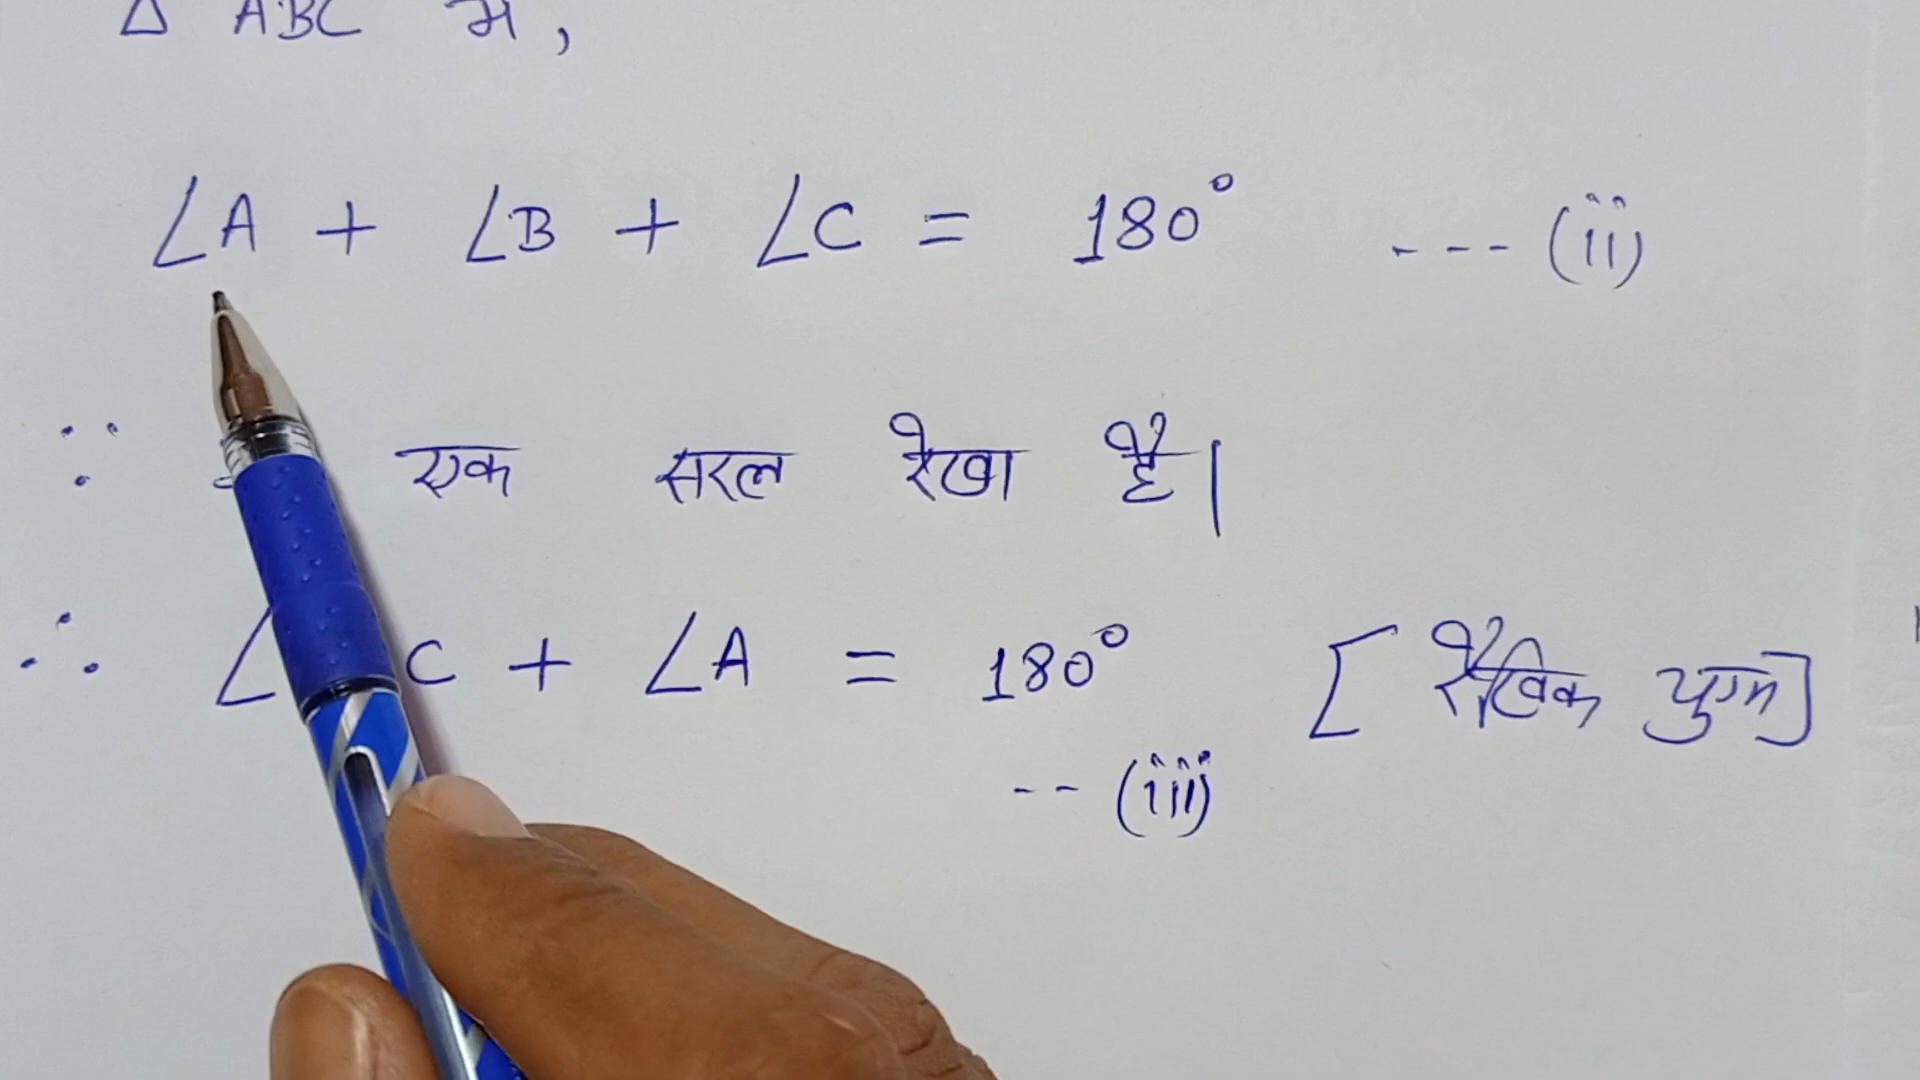 Δ ABC में,
∠A + ∠B + ∠C = 180° --- (ii)
∵ एक सरल रेखा है।
∴ ∠ C + ∠A = 180° [रैखिक युग्म]
-- (iii)